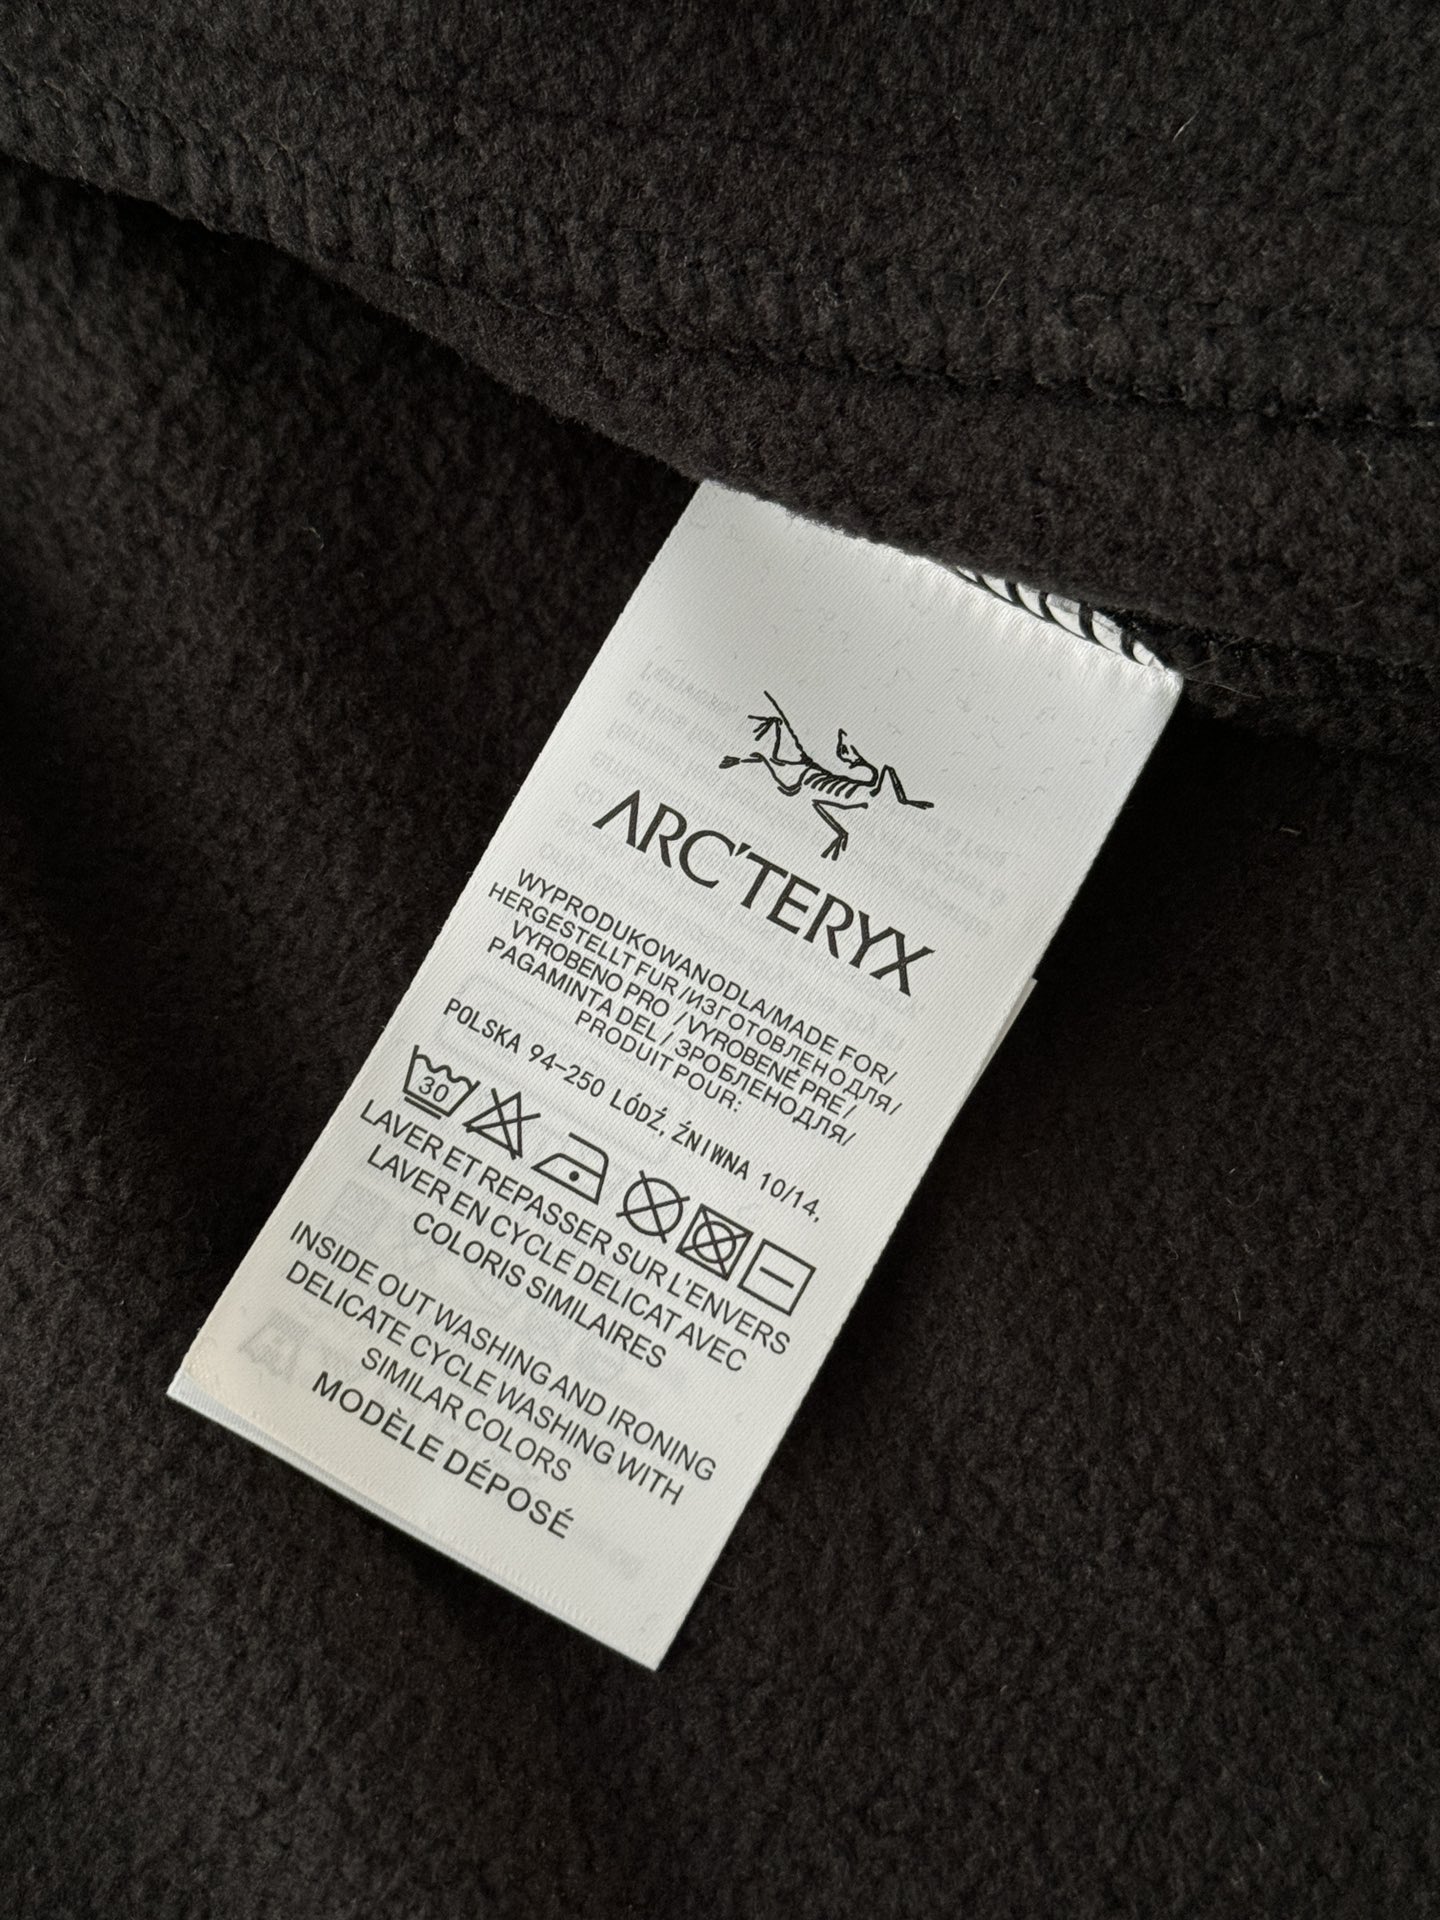 ARC'TERYX
WYPRODUKOWANODLA/MADE FOR/
HERGESTELLT FUR/ИЗГОТОВЛЕНОДЛЯ/
VYROBENO PRO /VYROBENÉ PRE/
PAGAMINTA DEL / ЗРОБЛЕНОДЛЯ/
PRODUIT POUR:
POLSKA 94-250 LÓDŹ, ŹNIWNA 10/14,
30
LAVER ET REPASSER SUR L'ENVERS
LAVER EN CYCLE DELICAT AVEC
COLORIS SIMILAIRES
INSIDE OUT WASHING AND IRONING
DELICATE CYCLE WASHING WITH
SIMILAR COLORS
MODÈLE DÉPOSÉ